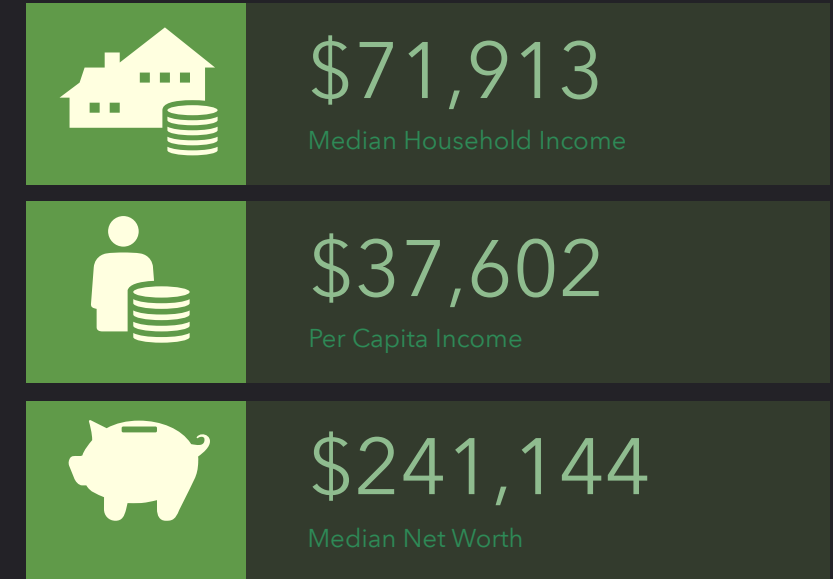 $71,913
Median Household Income
$37,602
Per Capita Income
$241,144
Median Net Worth